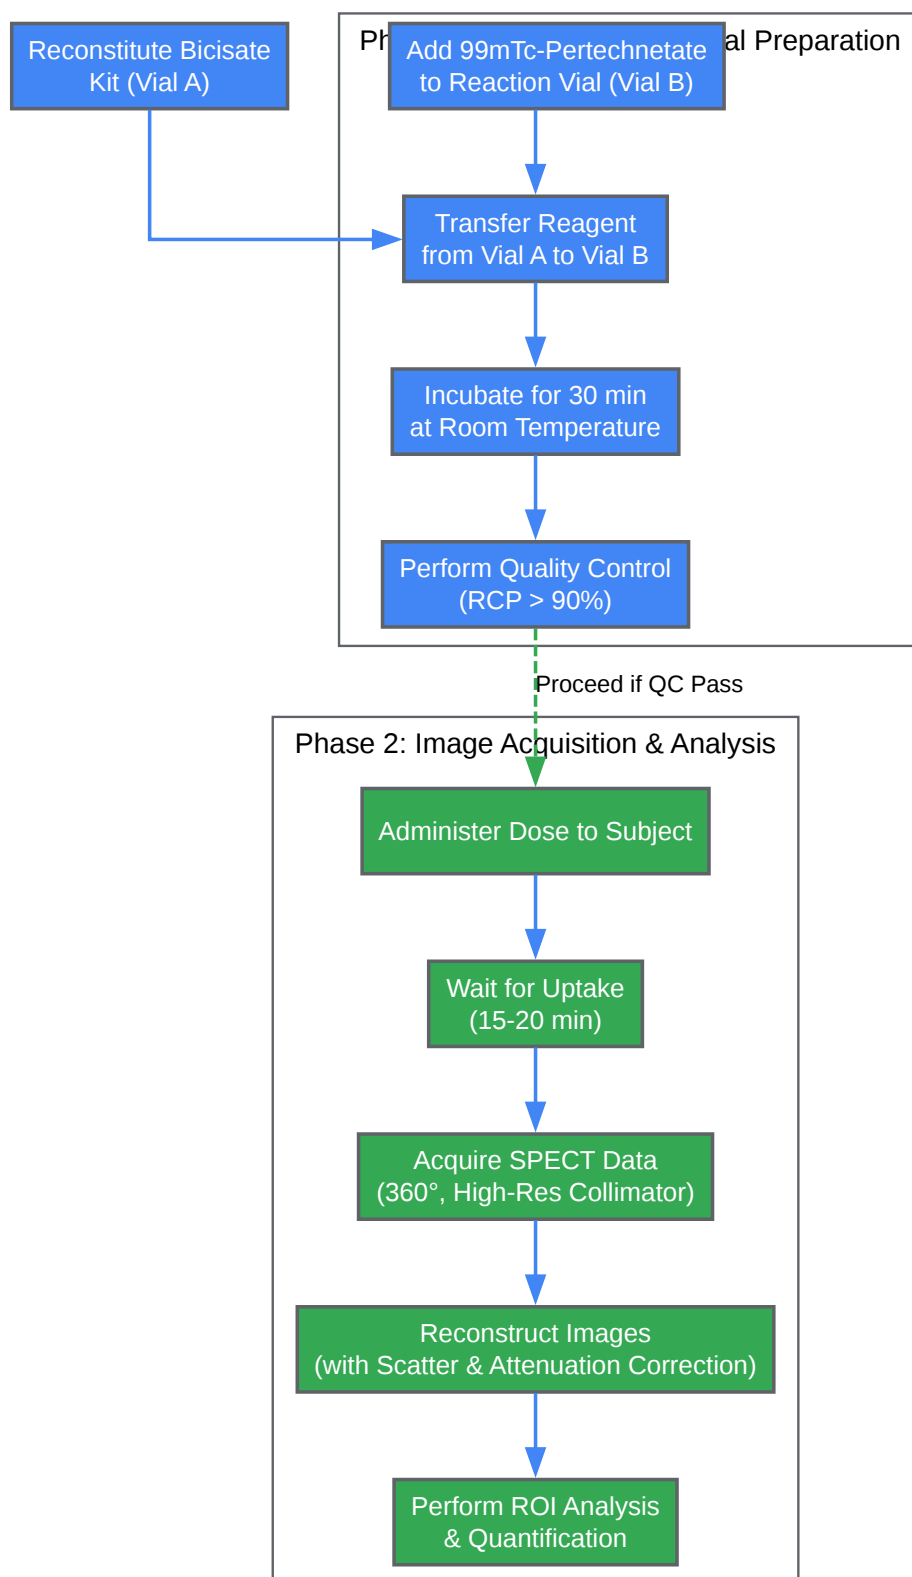 Reconstitute Bicisate
Kit (Vial A)
Add 99mTc-Pertechnetate
to Reaction Vial (Vial B)
al Preparation
Transfer Reagent
from Vial A to Vial B
Incubate for 30 min
at Room Temperature
Perform Quality Control
(RCP > 90%)
Proceed if QC Pass
Phase 2: Image Acquisition & Analysis
Administer Dose to Subject
Wait for Uptake
(15-20 min)
Acquire SPECT Data
(360°, High-Res Collimator)
Reconstruct Images
(with Scatter & Attenuation Correction)
Perform ROI Analysis
& Quantification